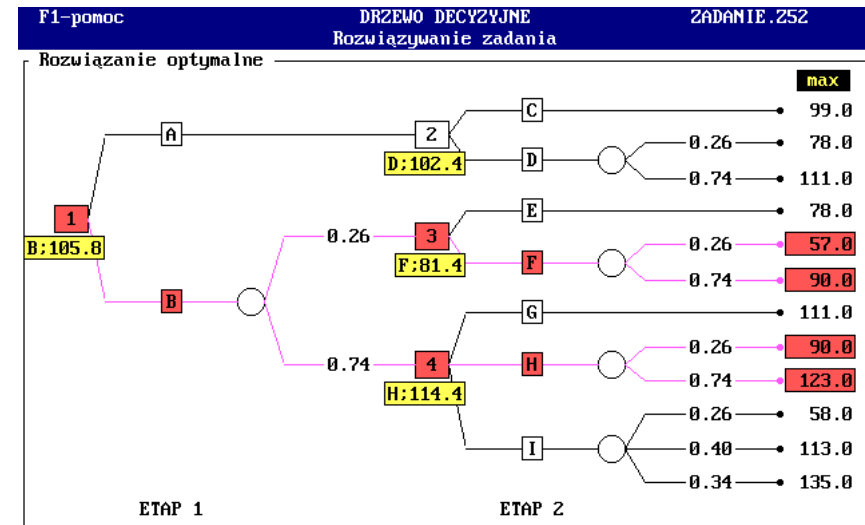 F1-pomoc DRZEWO DECYZYJNE ZADANIE.Z52
Rozwiązywanie zadania
Rozwiązanie optymalne
max
C 99.0
A 2 0.26 78.0
D;102.4 D
0.74 111.0
1 E 78.0
B;105.8 0.26 3 0.26 57.0
F;81.4 F
0.74 90.0
B G 111.0
0.26 90.0
0.74 4 H
H;114.4 0.74 123.0
0.26 58.0
I 0.40 113.0
0.34 135.0
ETAP 1 ETAP 2